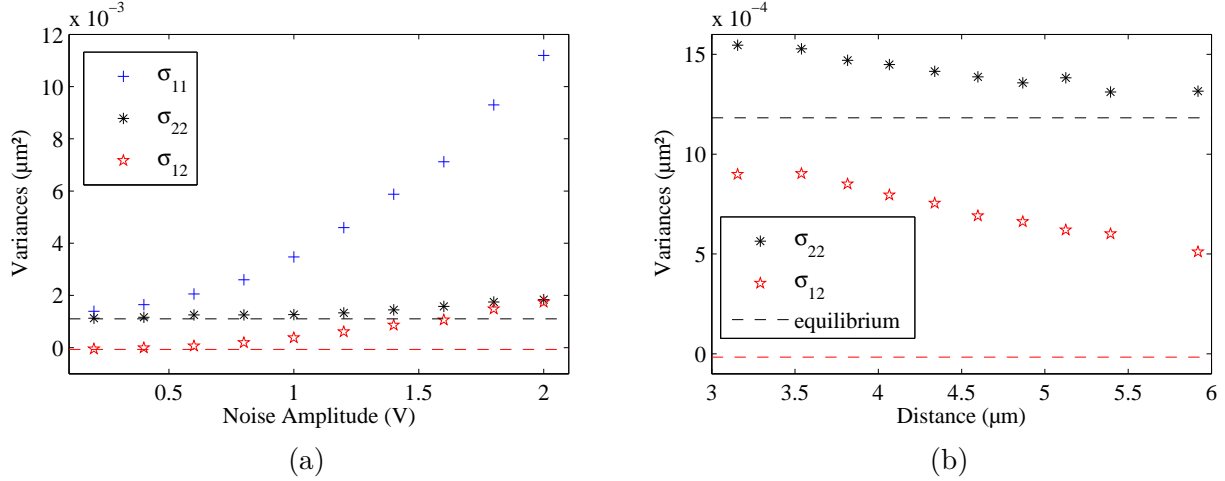 x 10⁻³
12
10
8
6
4
2
0
Variances (μm²)
σ₁₁
σ₂₂
σ₁₂
0.5
1
1.5
2
Noise Amplitude (V)
(a)
x 10⁻⁴
15
10
5
0
Variances (μm²)
σ₂₂
σ₁₂
equilibrium
3
3.5
4
4.5
5
5.5
6
Distance (μm)
(b)